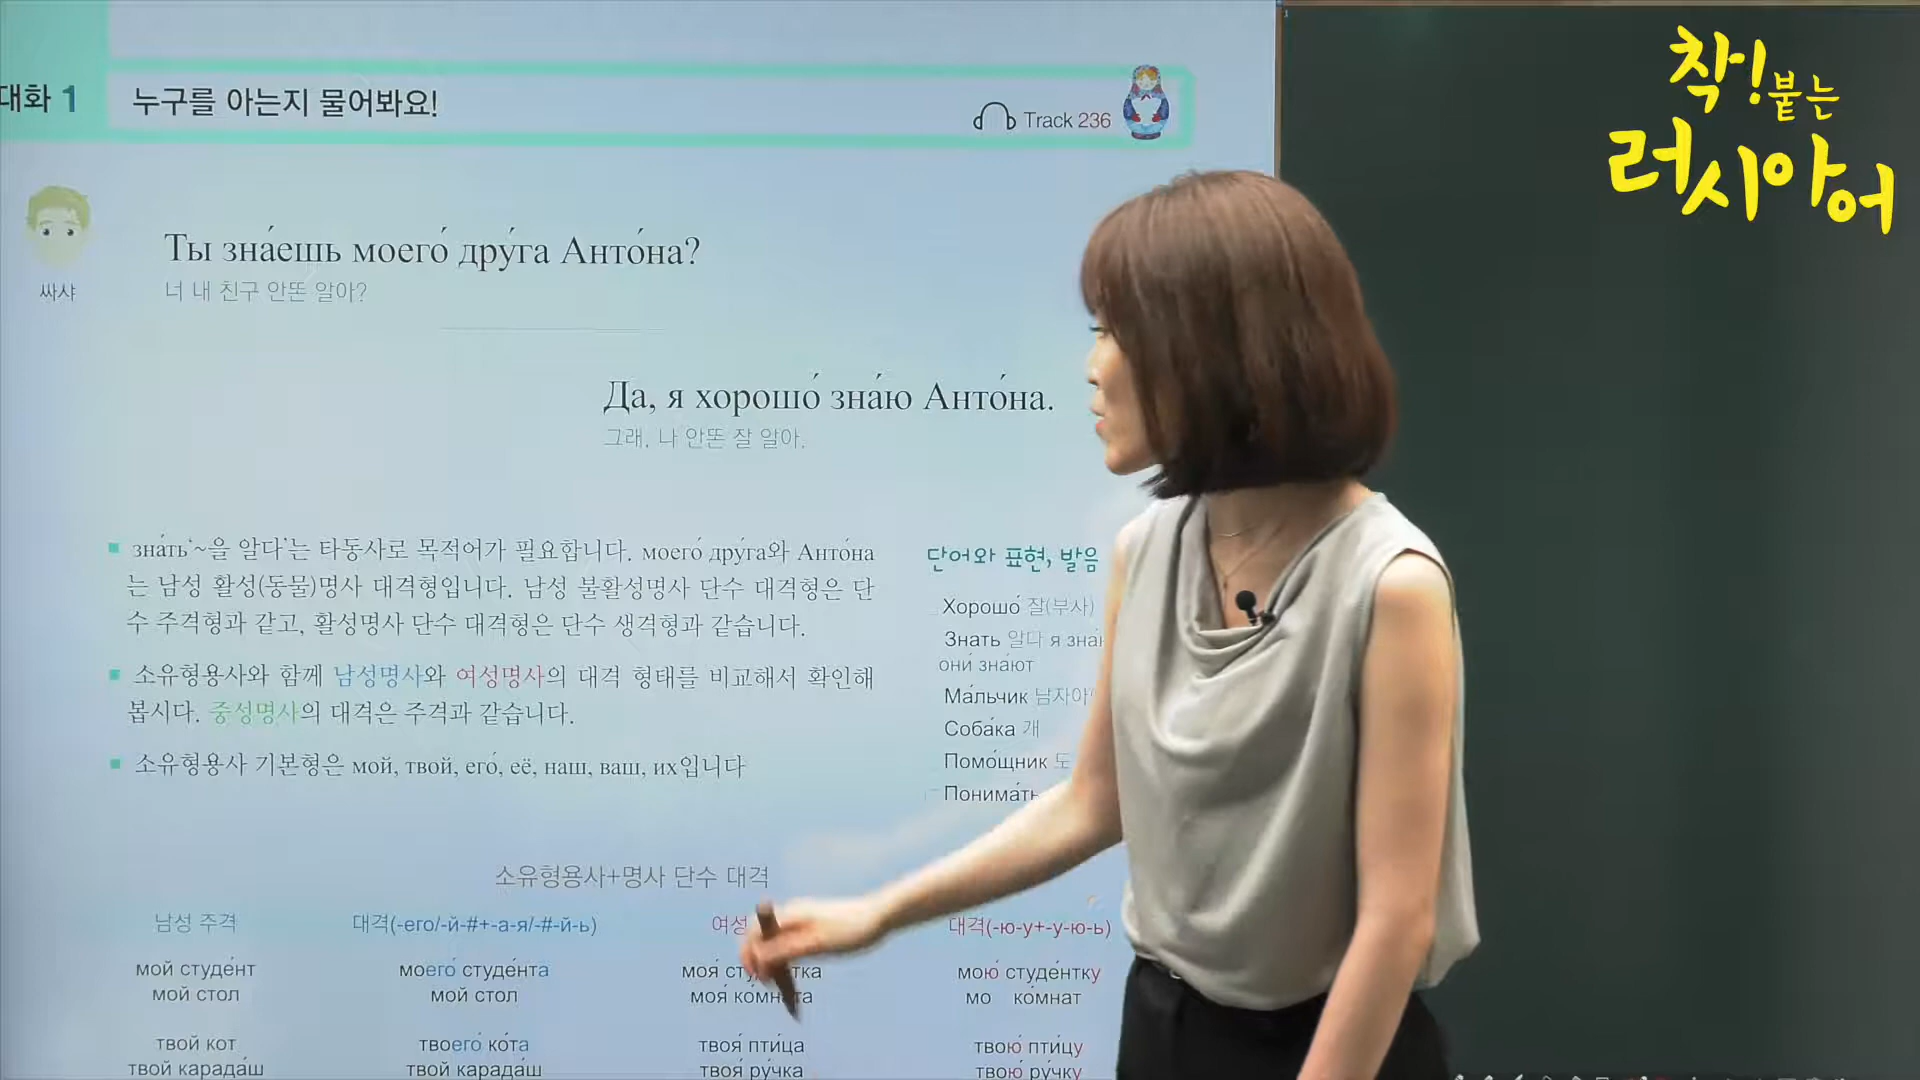 착! 붙는
러시아어
대화 1 누구를 아는지 물어봐요!
Track 236
싸샤
Ты зна́ешь моего́ дру́га Анто́на?
너 내 친구 안똔 알아?
Да, я хорошо́ зна́ю Анто́на.
그래, 나 안똔 잘 알아.
зна́ть‘~을 알다’는 타동사로 목적어가 필요합니다. моего́ дру́га와 Анто́на
는 남성 활성(동물)명사 대격형입니다. 남성 불활성명사 단수 대격형은 단
수 주격형과 같고, 활성명사 단수 대격형은 단수 생격형과 같습니다.
소유형용사와 함께 남성명사와 여성명사의 대격 형태를 비교해서 확인해
봅시다. 중성명사의 대격은 주격과 같습니다.
소유형용사 기본형은 мой, твой, его́, её, наш, ваш, их입니다
단어와 표현, 발음
Хорошо́ 잘(부사)
Знать 알다 я
они́ зна́ют
Ма́льчик
Соба́ка 개
Помо́щник
소유형용사+명사 단수 대격
남성 주격 대격(-его/-й-#+-а-я/-#-й-ь) 여성 대격(-ю-у+-у-ю-ь)
мой студе́нт моего́ студе́нта моя́ мою́ студе́нтку
мой стол мой стол моя́ мо ко́мнат
твой кот твоего́ кота́ твоя́ пти́ца твою́ пти́цу
твой карада́ш твой карада́ш твоя́ ру́чка твою́ ру́чку